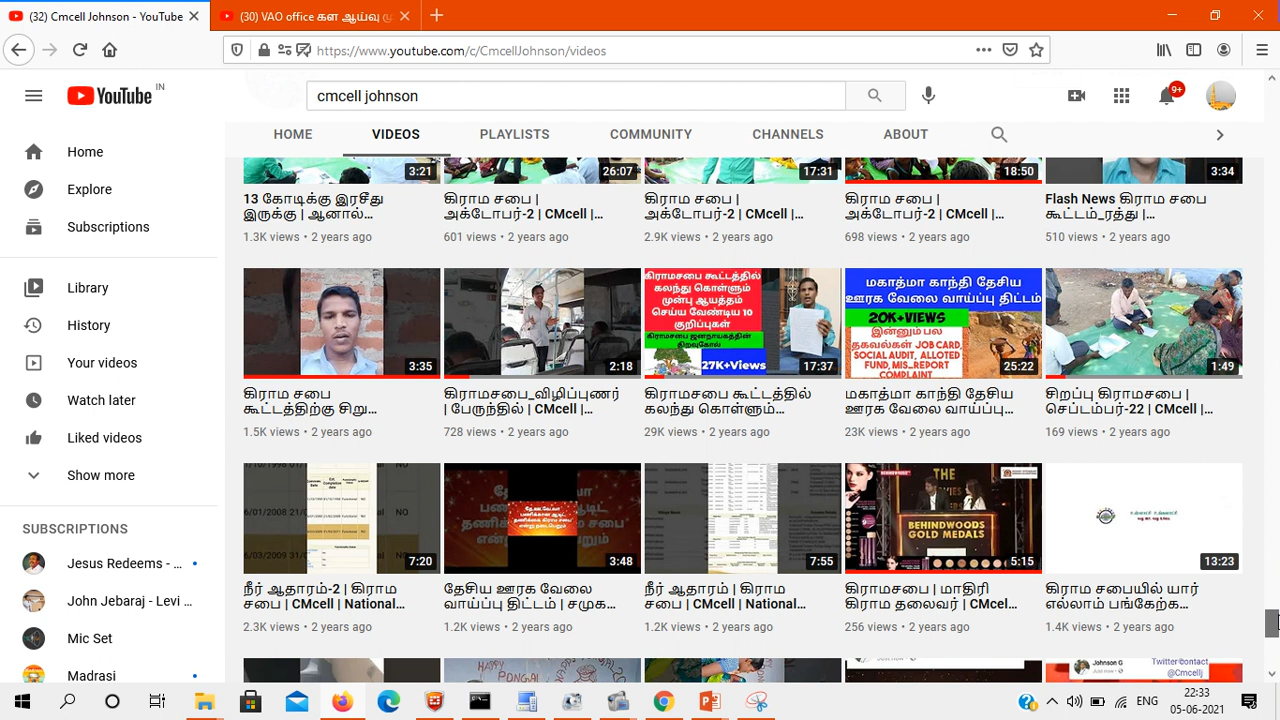 (32) Cmcell Johnson - YouTube
(30) VAO office கள ஆய்வு மு
https://www.youtube.com/c/CmcellJohnson/videos
YouTube IN
cmcell johnson
9+
HOME VIDEOS PLAYLISTS COMMUNITY CHANNELS ABOUT
Home
Explore
Subscriptions
Library
History
Your videos
Watch later
Liked videos
Show more
SUBSCRIPTIONS
Jesus Redeems - ...
John Jebaraj - Levi ...
Mic Set
Madrasi
3:21
26:07
17:31
18:50
3:34
13 கோடிக்கு இரசீது
இருக்கு | ஆனால்...
1.3K views • 2 years ago
கிராம சபை |
அக்டோபர்-2 | CMcell |...
601 views • 2 years ago
கிராம சபை |
அக்டோபர்-2 | CMcell |...
2.9K views • 2 years ago
கிராம சபை |
அக்டோபர்-2 | CMcell |...
698 views • 2 years ago
Flash News கிராம சபை
கூட்டம்_ரத்து |...
510 views • 2 years ago
3:35
கிராம சபை
கூட்டத்திற்கு சிறு...
1.5K views • 2 years ago
2:18
கிராமசபை_விழிப்புணர்
| பேருந்தில் | CMcell |...
728 views • 2 years ago
கிராமசபை கூட்டத்தில்
கலந்து கொள்ளும்
முன்பு ஆயத்தம்
செய்ய வேண்டிய 10
குறிப்புகள்
கிராமசபை ஜனநாயகத்தின்
திறவுகோல்
27K+Views
17:37
கிராமசபை கூட்டத்தில்
கலந்து கொள்ளும்...
29K views • 2 years ago
மகாத்மா காந்தி தேசிய
ஊரக வேலை வாய்ப்பு திட்டம்
20K+VIEWS
இன்னும் பல
தகவல்கள் JOB CARD,
SOCIAL AUDIT, ALLOTED
FUND, MIS_REPORT
COMPLAINT
25:22
மகாத்மா காந்தி தேசிய
ஊரக வேலை வாய்ப்பு...
23K views • 2 years ago
1:49
சிறப்பு கிராமசபை |
செப்டம்பர்-22 | CMcell |...
169 views • 2 years ago
7:20
நீர் ஆதாரம்-2 | கிராம
சபை | CMcell | National...
2.3K views • 2 years ago
3:48
தேசிய ஊரக வேலை
வாய்ப்பு திட்டம் | சமுக...
1.2K views • 2 years ago
7:55
நீர் ஆதாரம் | கிராம
சபை | CMcell | National...
1.2K views • 2 years ago
BEHINDWOODS
GOLD MEDALS
5:15
கிராமசபை | மாதிரி
கிராம தலைவர் | CMcel...
256 views • 2 years ago
13:23
கிராம சபையில் யார்
எல்லாம் பங்கேற்க...
1.4K views • 2 years ago
HAPPY
Johnson G
Twitter contact
@Cmcellj
ENG
22:33
05-06-2021